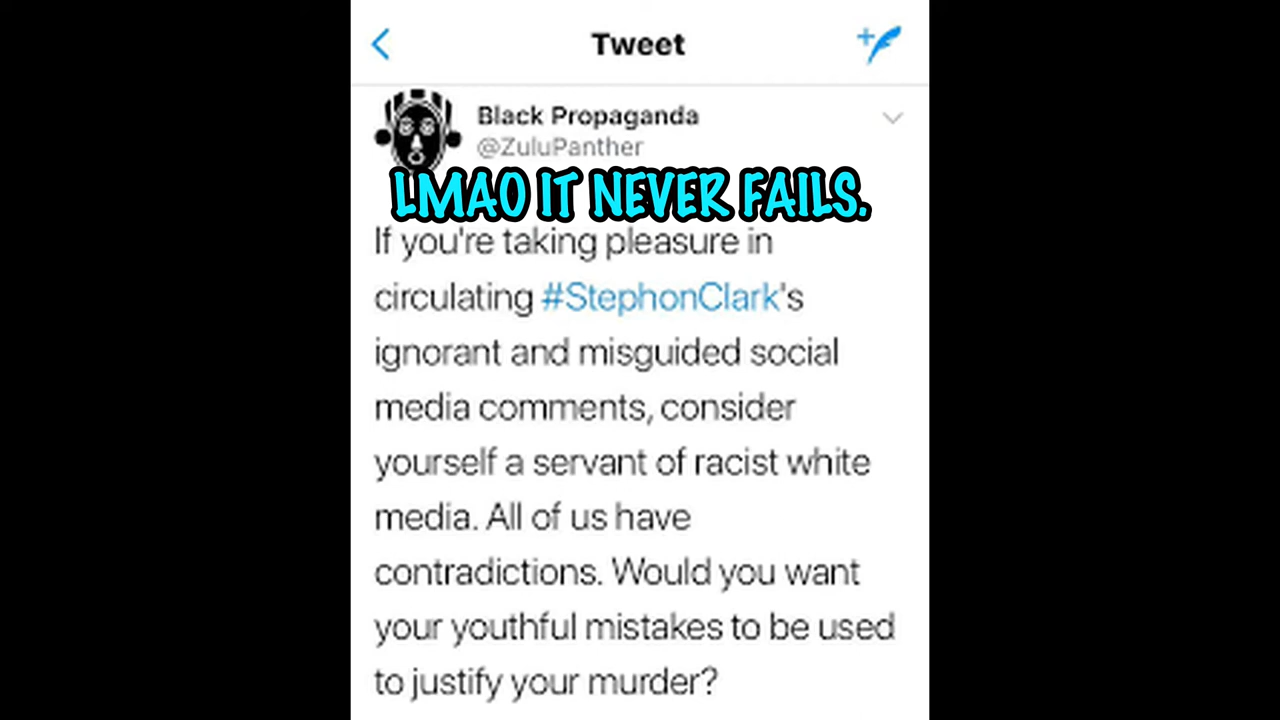 Tweet
Black Propaganda
@ZuluPanther
LMAO IT NEVER FAILS.
If you're taking pleasure in
circulating #StephonClark's
ignorant and misguided social
media comments, consider
yourself a servant of racist white
media. All of us have
contradictions. Would you want
your youthful mistakes to be used
to justify your murder?